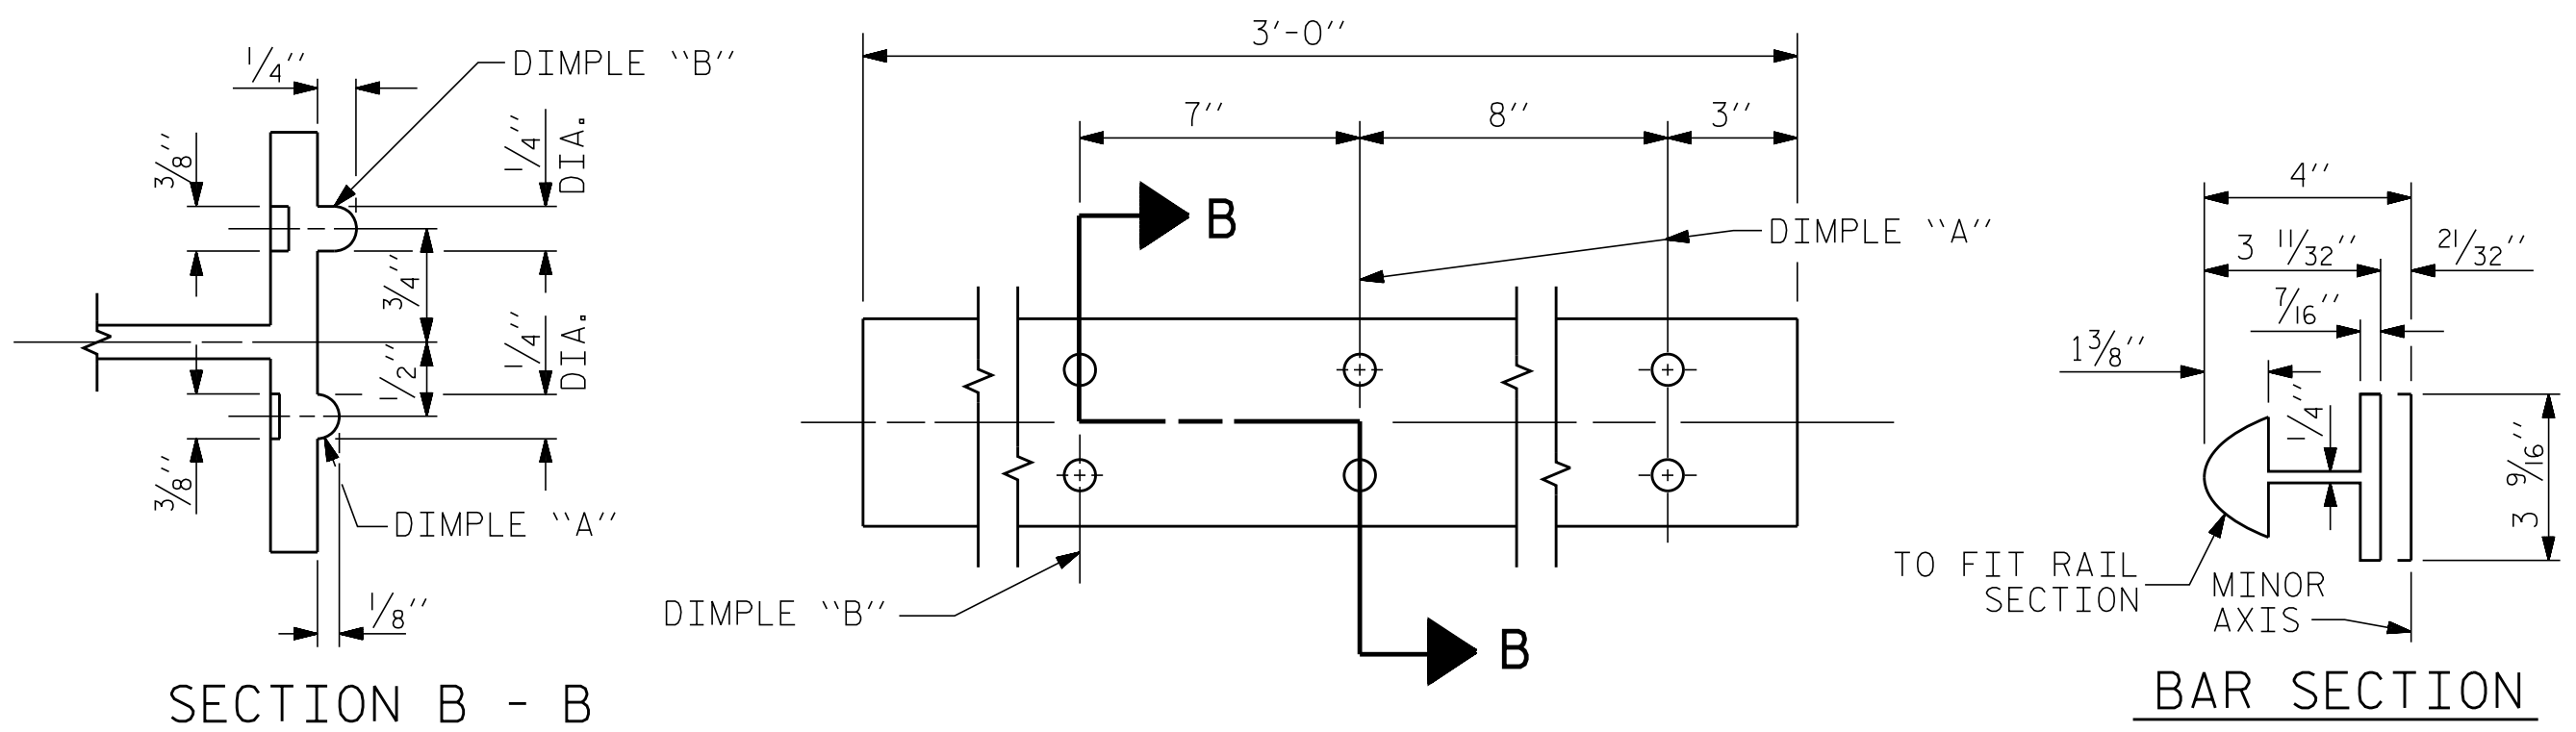 1/4''
DIMPLE ''B''
3/8''
1/4''
DIA.
3/4''
1/2''
1/4''
DIA.
3/8''
DIMPLE ''A''
1/8''
SECTION B - B
3'-0''
7''
8''
3''
B
DIMPLE ''A''
DIMPLE ''B''
B
4''
3 11/32''
21/32''
7/16''
1 3/8''
1/4''
3 9/16''
TO FIT RAIL
SECTION
MINOR
AXIS
BAR SECTION